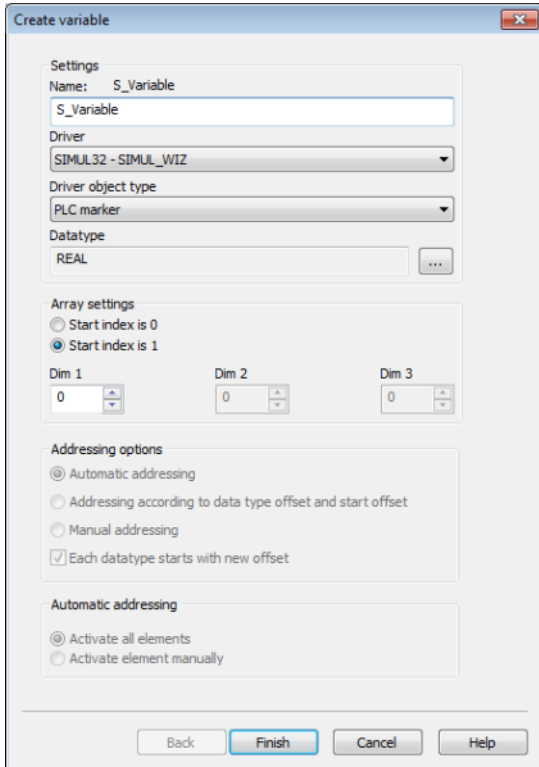 Create variable
Settings
Name: S_Variable
S_Variable
Driver
SIMUL32 - SIMUL_WIZ
Driver object type
PLC marker
Datatype
REAL ...
Array settings
Start index is 0
Start index is 1
Dim 1 Dim 2 Dim 3
0 0 0
Addressing options
Automatic addressing
Addressing according to data type offset and start offset
Manual addressing
Each datatype starts with new offset
Automatic addressing
Activate all elements
Activate element manually
Back Finish Cancel Help